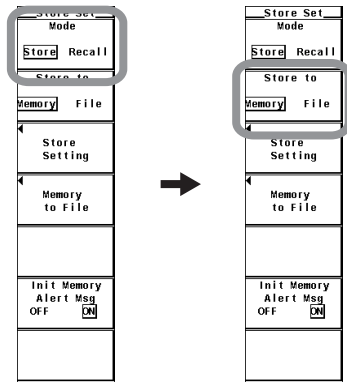 Store Set
Mode
Store Recall
Store to
Memory File
Store
Setting
Memory
to File
Init Memory
Alert Msg
OFF ON
Store Set
Mode
Store Recall
Store to
Memory File
Store
Setting
Memory
to File
Init Memory
Alert Msg
OFF ON